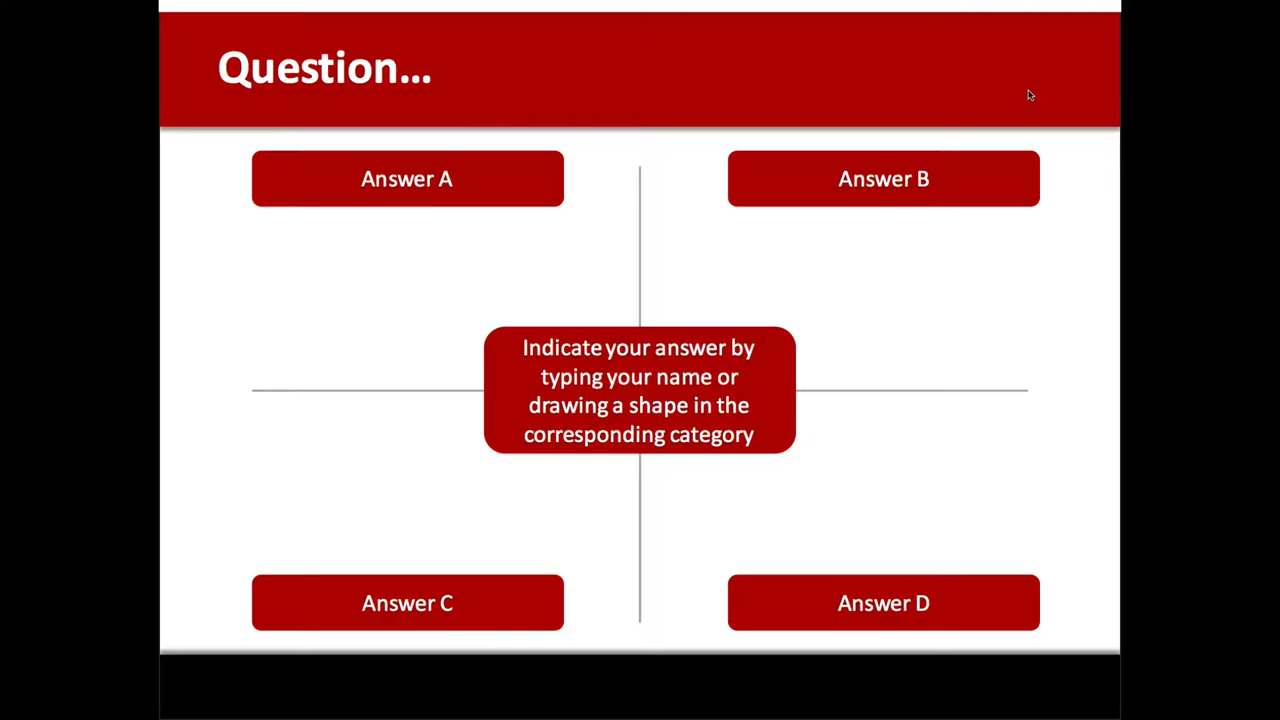 Question...
Answer A
Answer B
Indicate your answer by
typing your name or
drawing a shape in the
corresponding category
Answer C
Answer D